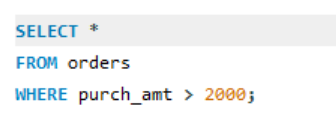 SELECT *
FROM orders
WHERE purch_amt > 2000;